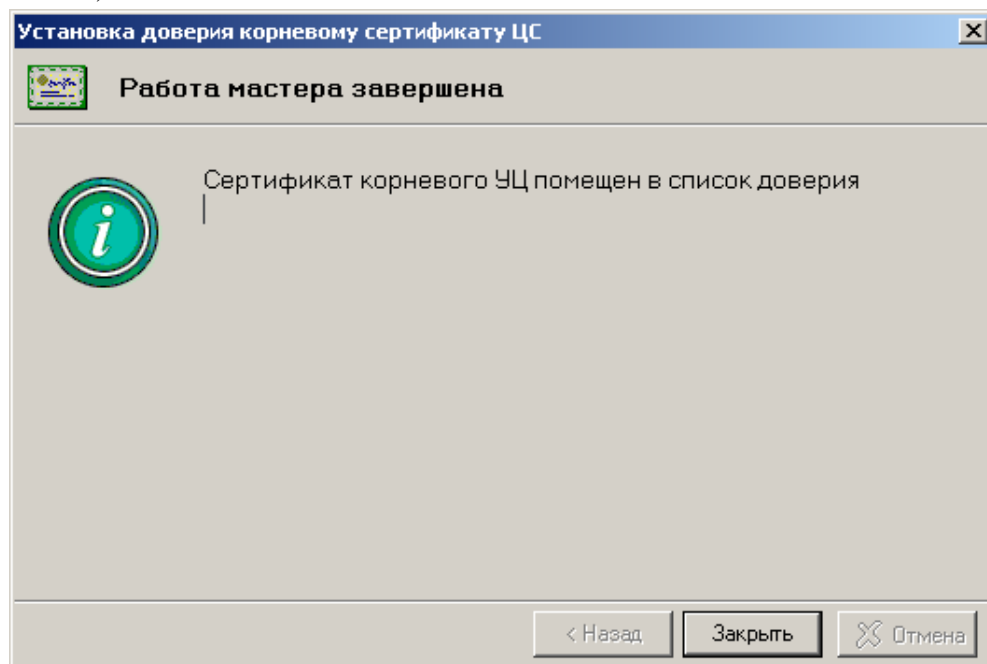 Установка доверия корневому сертификату ЦС
Работа мастера завершена
Сертификат корневого УЦ помещен в список доверия
< Назад
Закрыть
Отмена